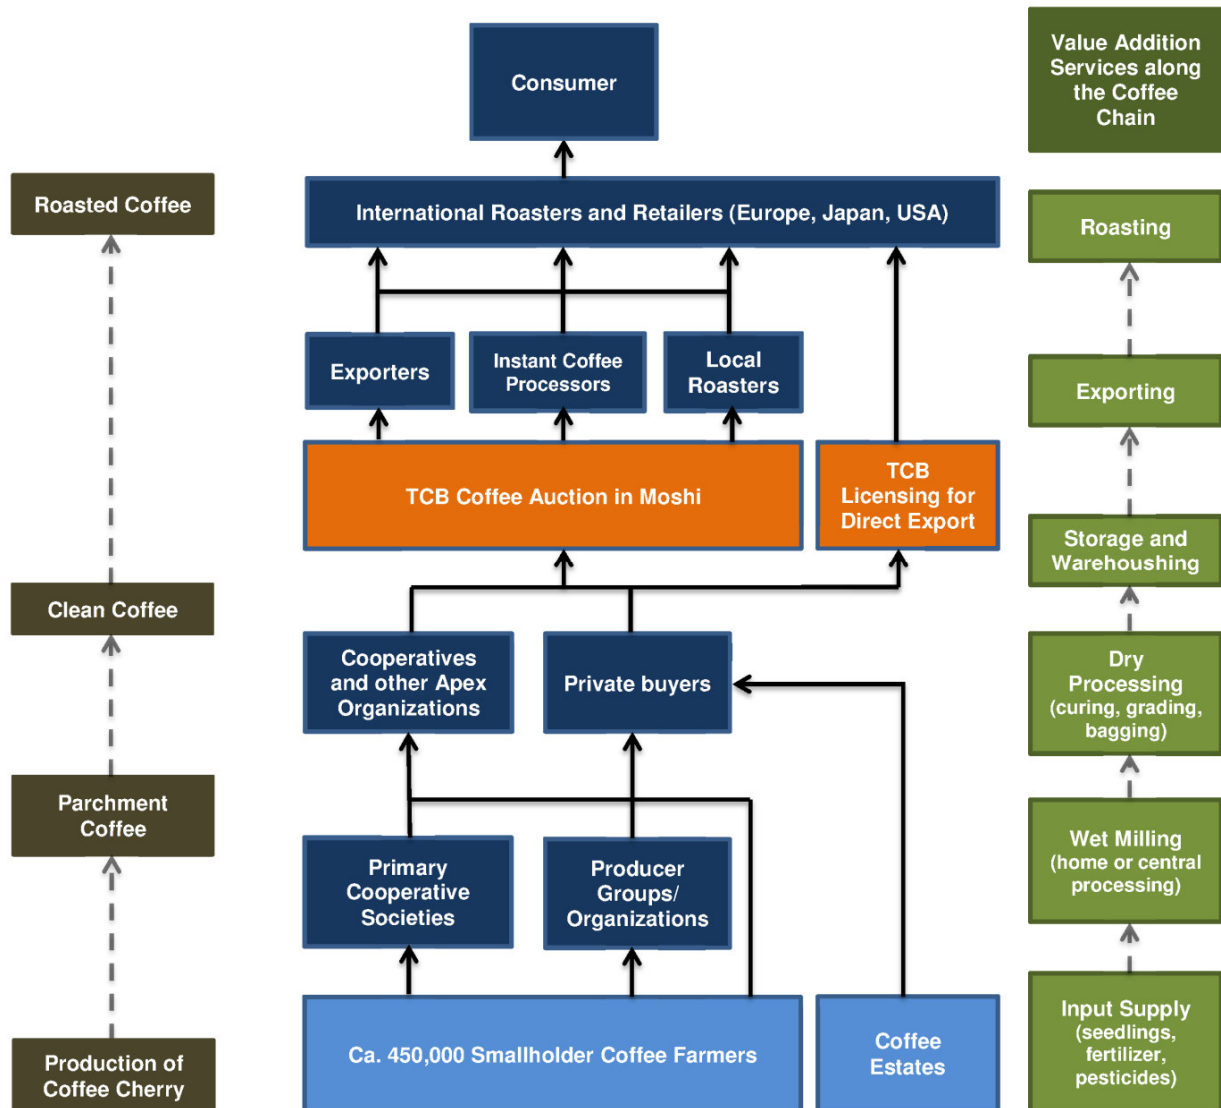 Consumer
Value Addition
Services along
the Coffee
Chain
Roasted Coffee
International Roasters and Retailers (Europe, Japan, USA)
Roasting
Exporters
Instant Coffee
Processors
Local
Roasters
Exporting
TCB Coffee Auction in Moshi
TCB
Licensing for
Direct Export
Storage and
Warehoushing
Clean Coffee
Cooperatives
and other Apex
Organizations
Private buyers
Dry
Processing
(curing, grading,
bagging)
Parchment
Coffee
Primary
Cooperative
Societies
Producer
Groups/
Organizations
Wet Milling
(home or central
processing)
Production of
Coffee Cherry
Ca. 450,000 Smallholder Coffee Farmers
Coffee
Estates
Input Supply
(seedlings,
fertilizer,
pesticides)